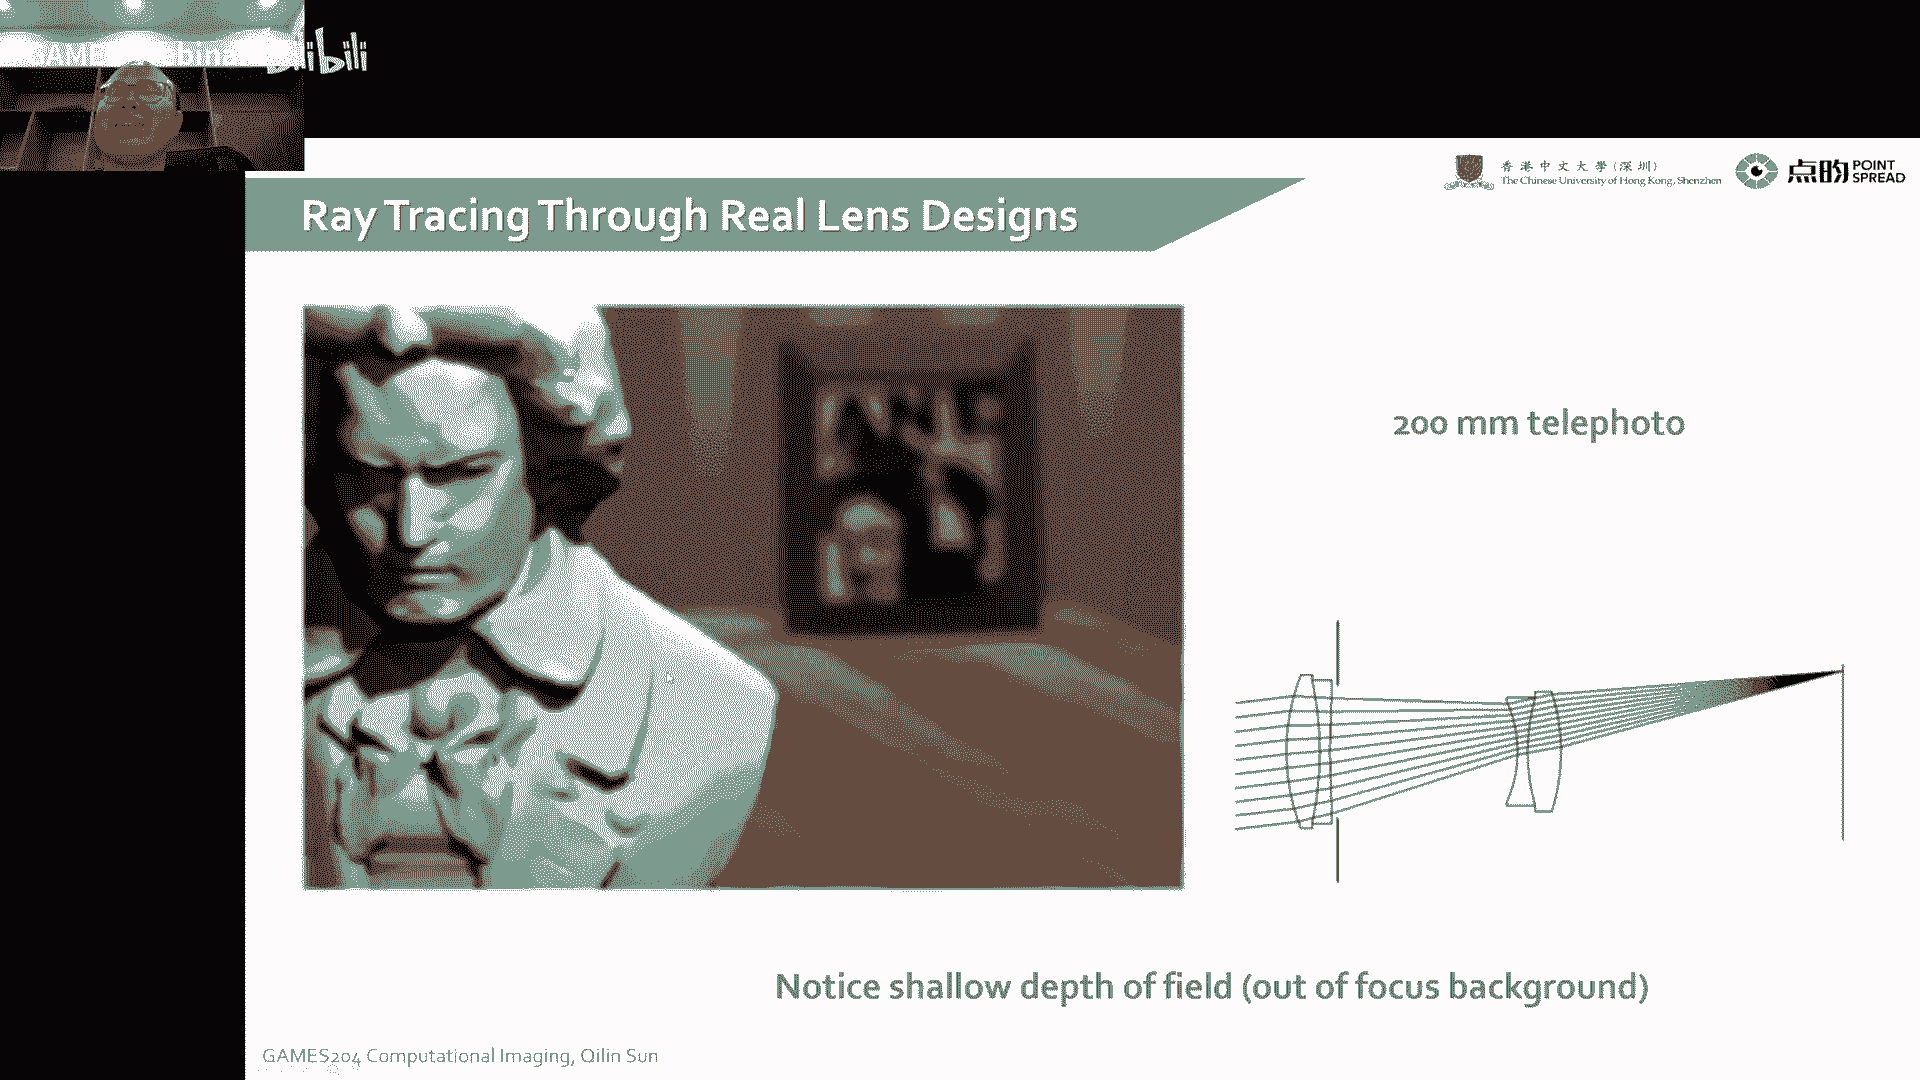 bilibili
香港中文大學(深圳)
The Chinese University of Hong Kong, Shenzhen
点昀 POINT SPREAD
Ray Tracing Through Real Lens Designs
200 mm telephoto
Notice shallow depth of field (out of focus background)
GAMES204 Computational Imaging, Qilin Sun